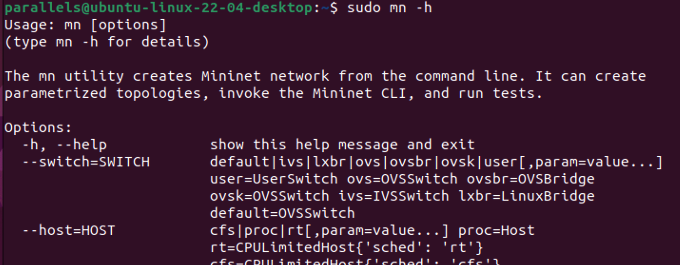 parallels@ubuntu-linux-22-04-desktop:~$ sudo mn -h
Usage: mn [options]
(type mn -h for details)

The mn utility creates Mininet network from the command line. It can create
parametrized topologies, invoke the Mininet CLI, and run tests.

Options:
  -h, --help            show this help message and exit
  --switch=SWITCH       default|ivs|lxbr|ovs|ovsbr|ovsk|user[,param=value...]
                        user=UserSwitch ovs=OVSSwitch ovsbr=OVSBridge
                        ovsk=OVSSwitch ivs=IVSSwitch lxbr=LinuxBridge
                        default=OVSSwitch
  --host=HOST           cfs|proc|rt[,param=value...] proc=Host
                        rt=CPULimitedHost{'sched': 'rt'}
                        cfs=CPULimitedHost{'sched': 'cfs'}